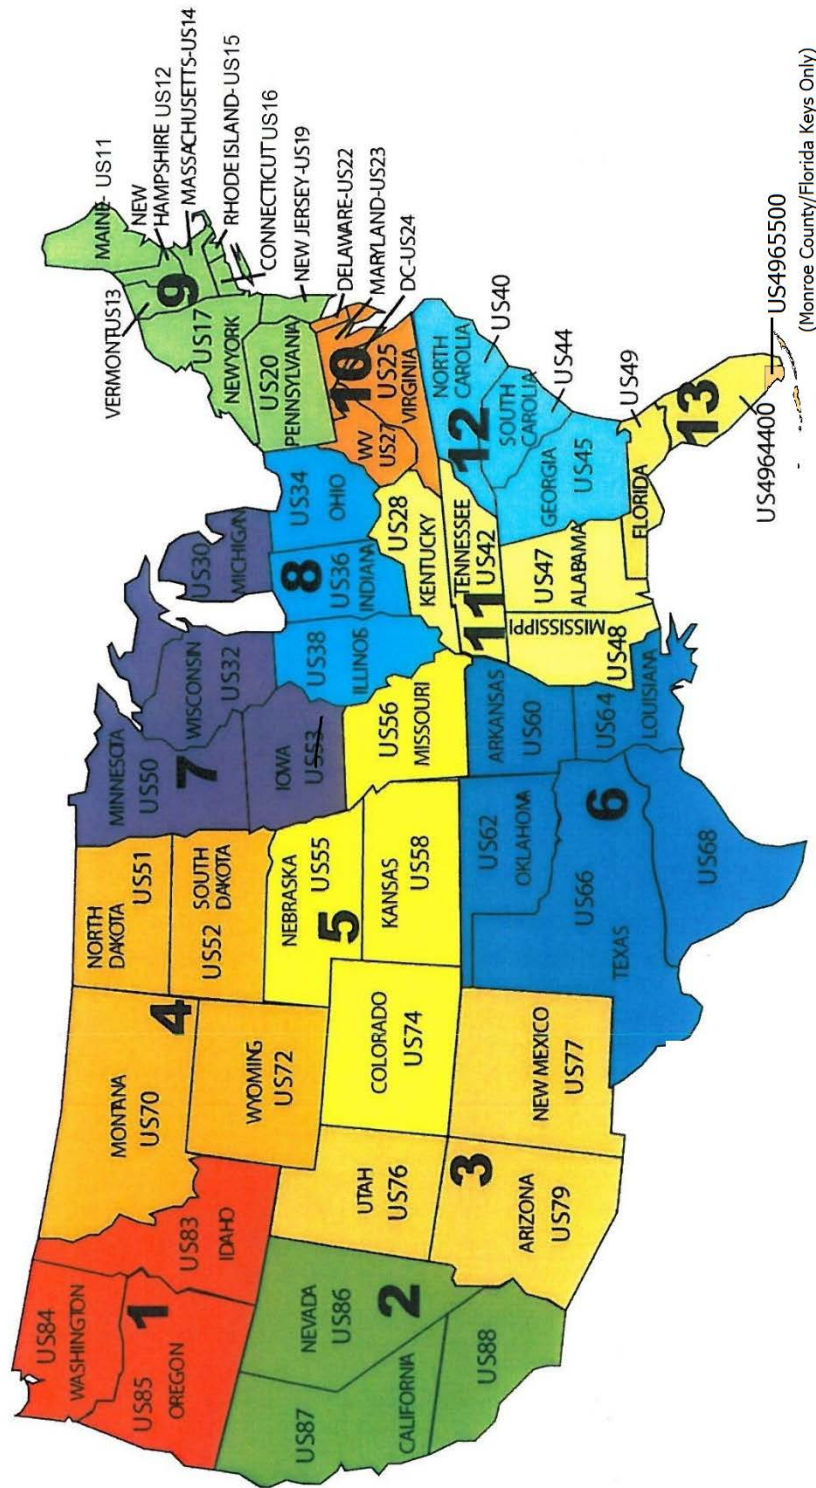 US84
WASHINGTON
1
US85
OREGON
US83
IDAHO
US87
CALIFORNIA
US88
NEVADA
US86
2
MONTANA
US70
4
WYOMING
US72
NORTH
DAKOTA
US51
SOUTH
DAKOTA
US52
UTAH
US76
3
ARIZONA
US79
NEW MEXICO
US77
COLORADO
US74
NEBRASKA
US55
5
KANSAS
US58
US56
MISSOURI
US62
OKLAHOMA
US66
TEXAS
6
US68
ARKANSAS
US60
US64
LOUISIANA
MINNESOTA
US50
7
WISCONSIN
US32
IOWA
US53
US30
MICHIGAN
US38
ILLINOIS
8
US36
INDIANA
US34
OHIO
US28
KENTUCKY
TENNESSEE
US42
11
MISSISSIPPI
US48
US47
ALABAMA
WV
US27
10
US25
VIRGINIA
12
NORTH
CAROLIA
US40
SOUTH
CAROLIA
US44
GEORGIA
US45
FLORIDA
US49
13
US4964400
US4965500
(Monroe County/Florida Keys Only)
VERMONTUS13
US17
NEWYORK
9
US20
PENNSYLVANIA
MAINE- US11
NEW
HAMPSHIRE US12
MASSACHUSETTS-US14
RHODE ISLAND- US15
CONNECTICUT US16
NEW JERSEY-US19
DELAWARE-US22
MARYLAND-US23
DC-US24